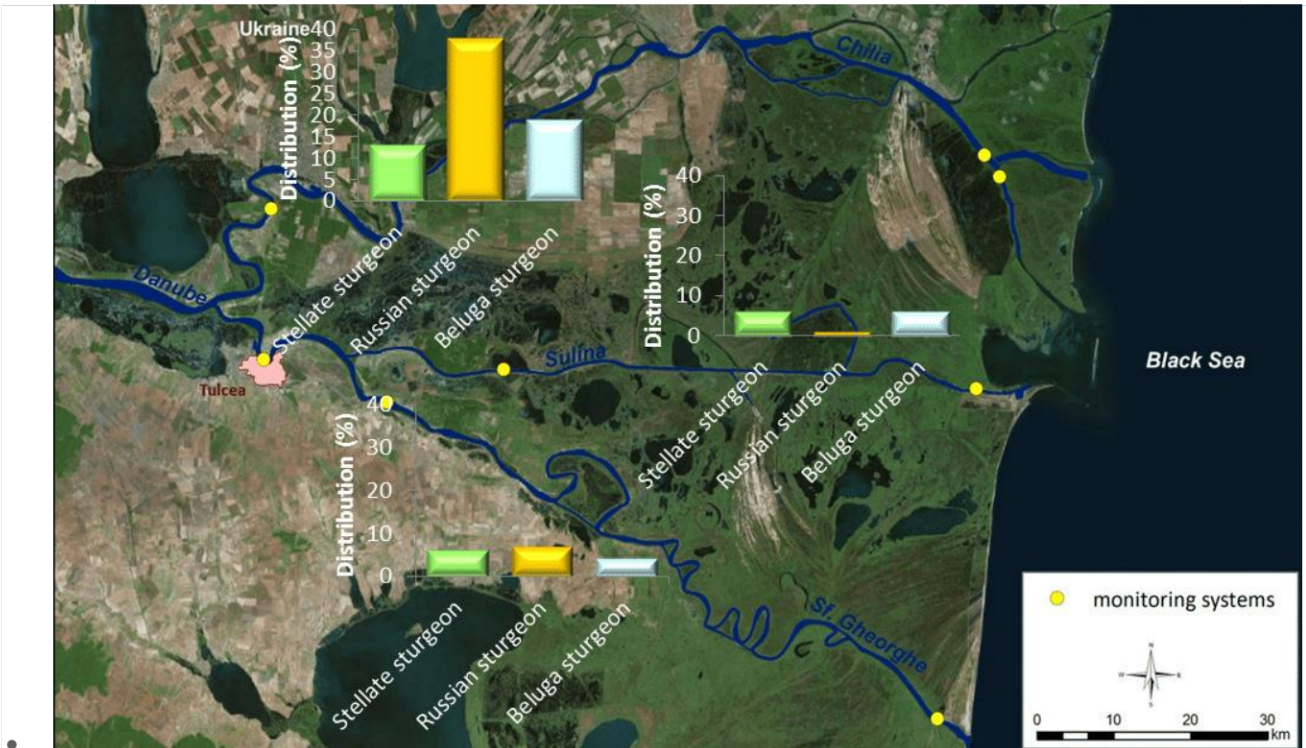 Ukraine
Distribution (%)
40
35
30
25
20
15
10
5
0
Stellate sturgeon
Russian sturgeon
Beluga sturgeon
Chilia
Distribution (%)
40
30
20
10
0
Stellate sturgeon
Russian sturgeon
Beluga sturgeon
Danube
Tulcea
Sulina
Black Sea
Distribution (%)
40
30
20
10
0
Stellate sturgeon
Russian sturgeon
Beluga sturgeon
Sf. Gheorghe
monitoring systems
N
W E
S
0 10 20 30
km